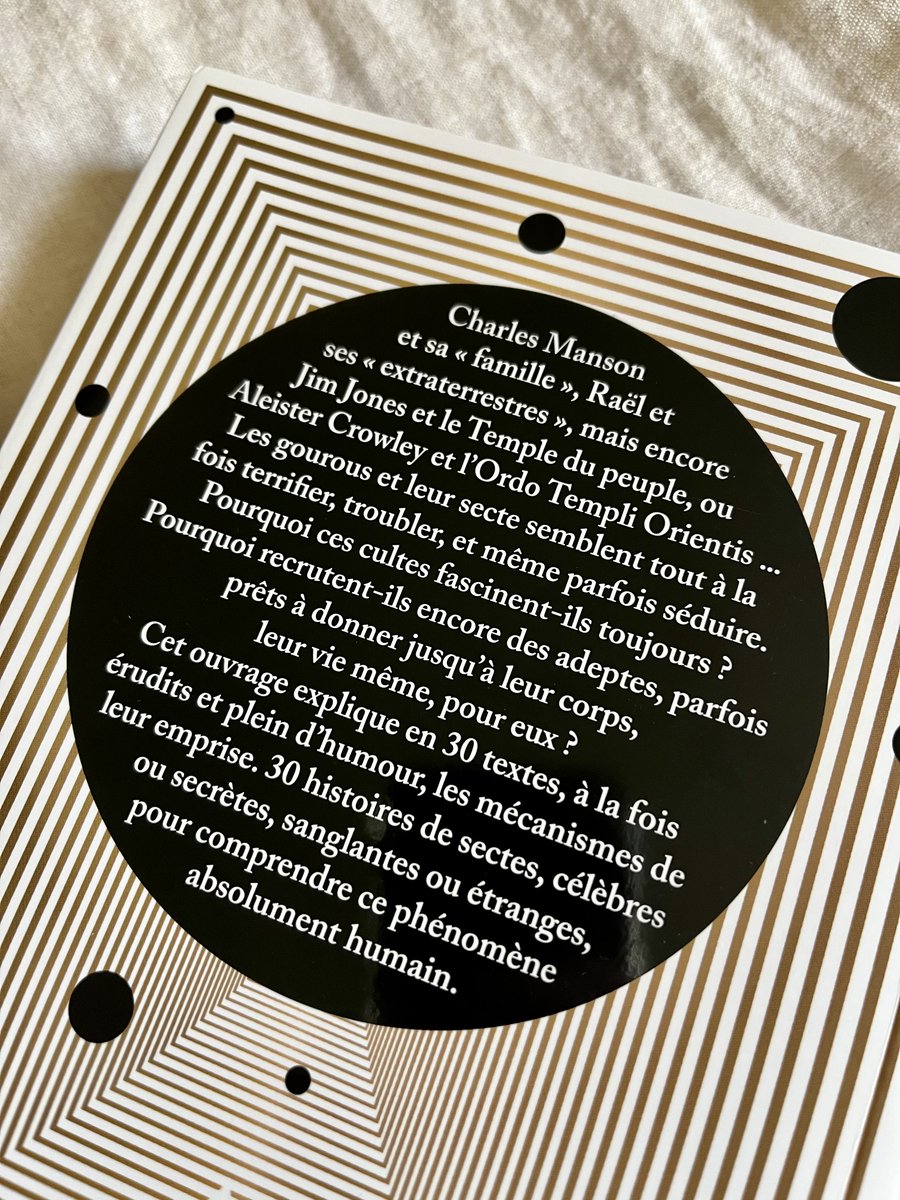 Charles Manson
et sa « famille », Raël et
ses « extraterrestres », mais encore
Jim Jones et le Temple du peuple, ou
Aleister Crowley et l’Ordo Templi Orientis ...
Les gourous et leur secte semblent tout à la
fois terrifier, troubler, et même parfois séduire.
Pourquoi ces cultes fascinent-ils toujours ?
Pourquoi recrutent-ils encore des adeptes, parfois
prêts à donner jusqu’à leur corps,
leur vie même, pour eux ?
Cet ouvrage explique en 30 textes, à la fois
érudits et plein d’humour, les mécanismes de
leur emprise. 30 histoires de sectes, célèbres
ou secrètes, sanglantes ou étranges,
pour comprendre ce phénomène
absolument humain.